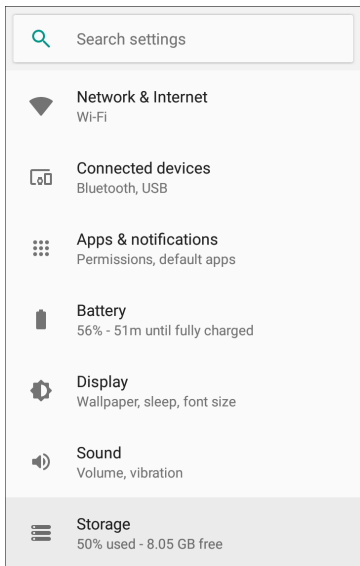 Search settings
Network & Internet
Wi-Fi
Connected devices
Bluetooth, USB
Apps & notifications
Permissions, default apps
Battery
56% - 51m until fully charged
Display
Wallpaper, sleep, font size
Sound
Volume, vibration
Storage
50% used - 8.05 GB free